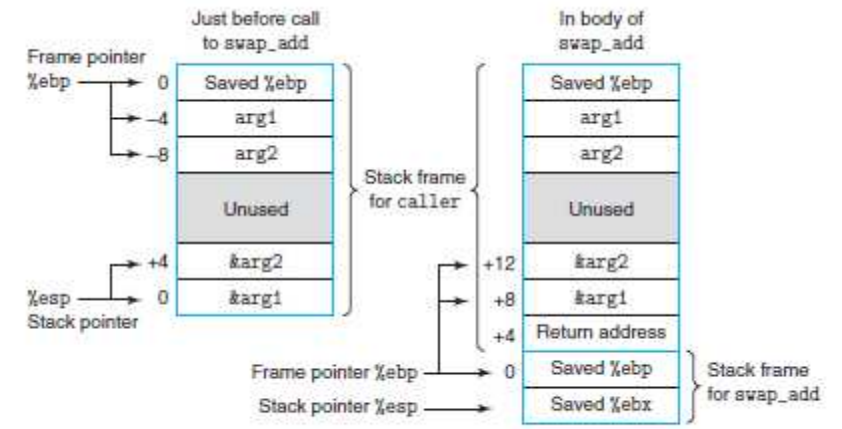 Just before call
to swap_add
In body of
swap_add
Frame pointer
%ebp
0
Saved %ebp
Saved %ebp
-4
arg1
arg1
-8
arg2
arg2
Stack frame
for caller
Unused
Unused
+4
&arg2
+12
&arg2
%esp
0
&arg1
+8
&arg1
Stack pointer
+4
Return address
Frame pointer %ebp
0
Saved %ebp
Stack frame
for swap_add
Stack pointer %esp
Saved %ebx